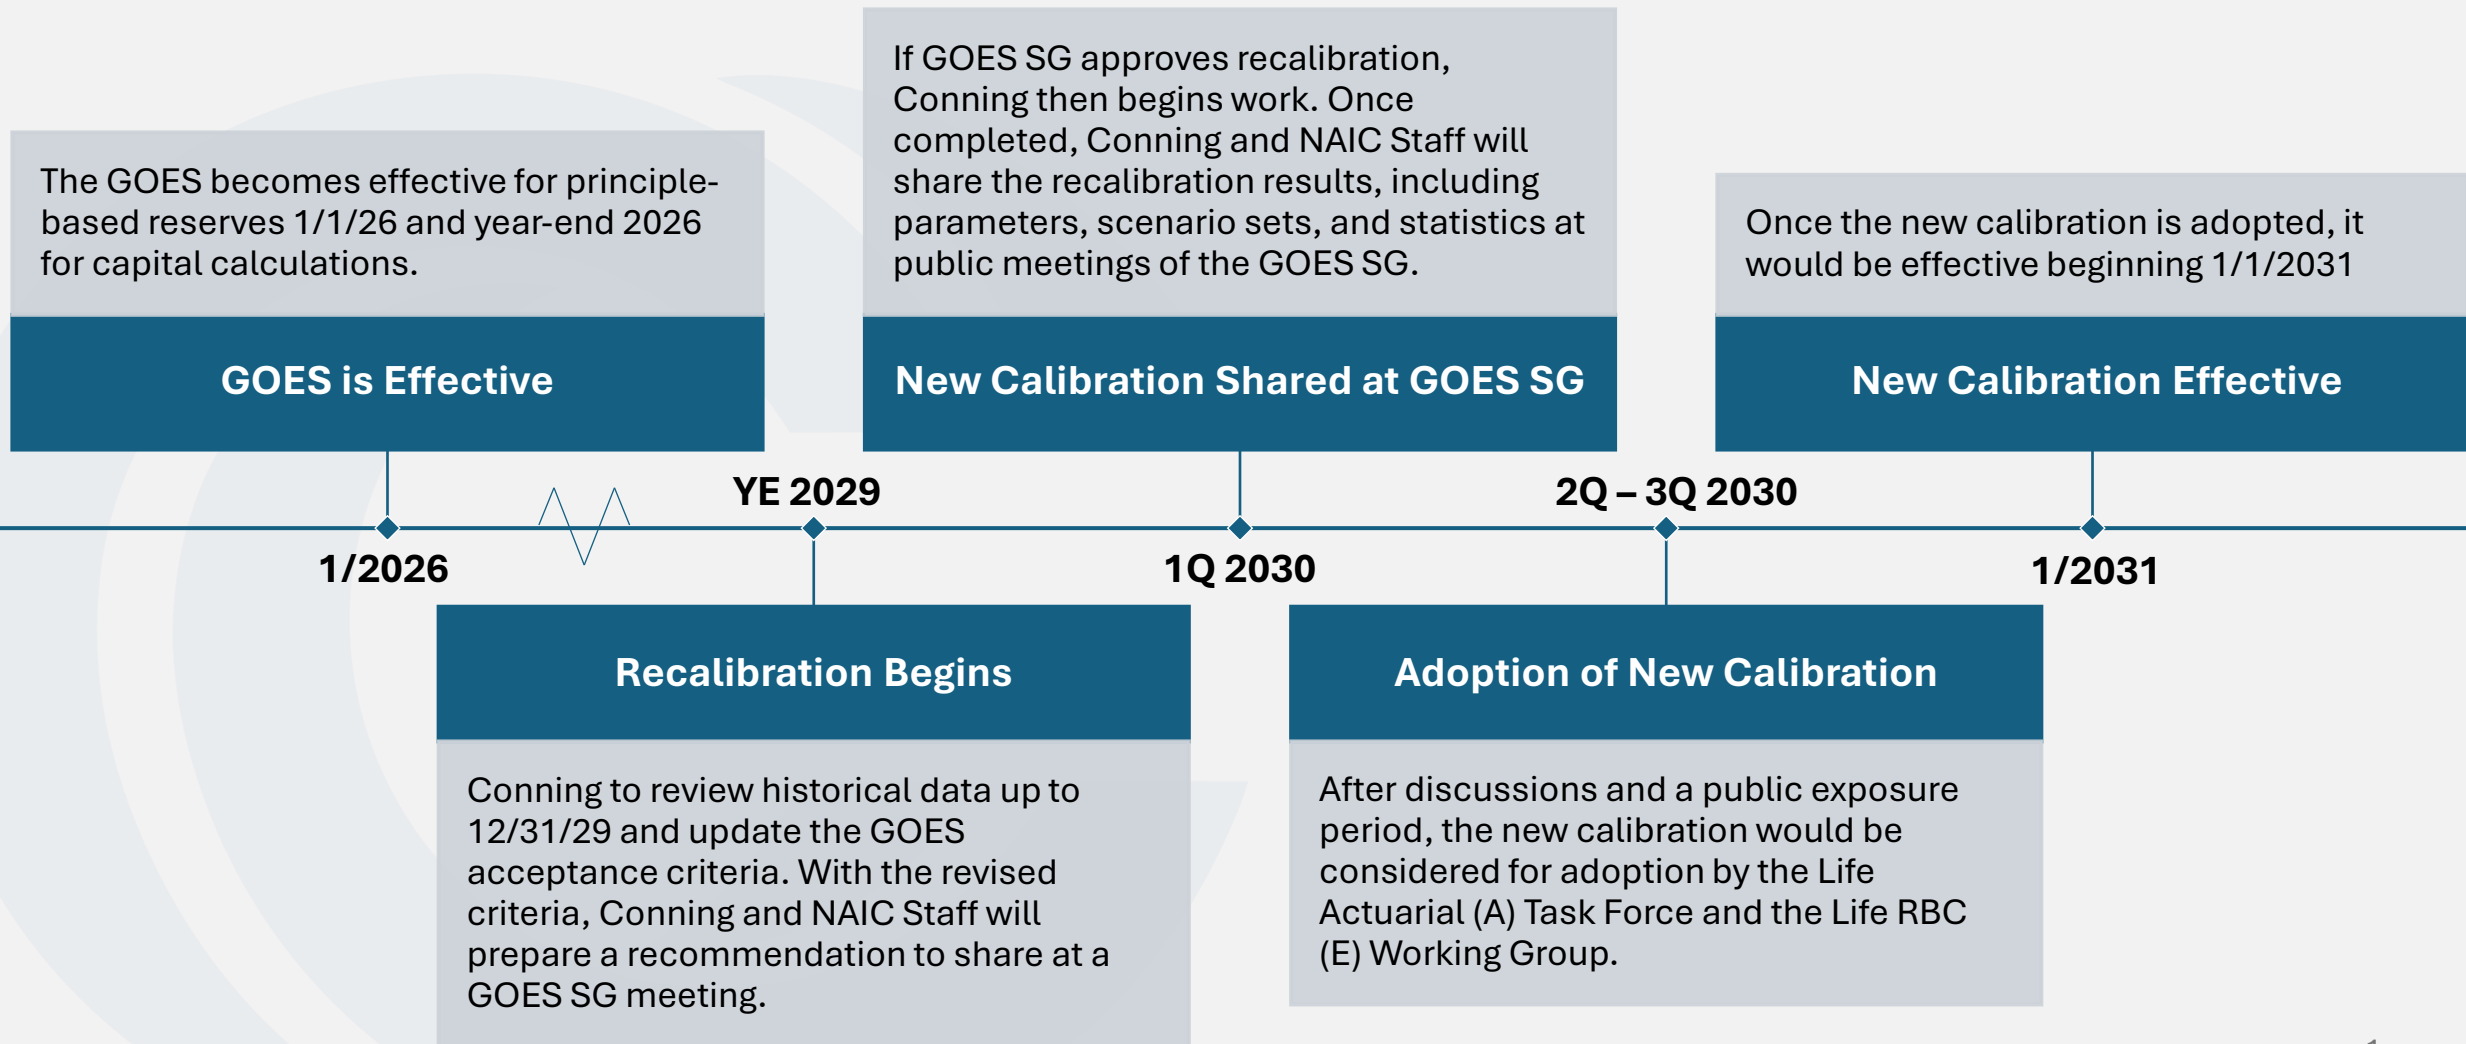 The GOES becomes effective for principle-
based reserves 1/1/26 and year-end 2026
for capital calculations.
GOES is Effective
1/2026
YE 2029
Recalibration Begins
Conning to review historical data up to
12/31/29 and update the GOES
acceptance criteria. With the revised
criteria, Conning and NAIC Staff will
prepare a recommendation to share at a
GOES SG meeting.
If GOES SG approves recalibration,
Conning then begins work. Once
completed, Conning and NAIC Staff will
share the recalibration results, including
parameters, scenario sets, and statistics at
public meetings of the GOES SG.
New Calibration Shared at GOES SG
1Q 2030
2Q – 3Q 2030
Adoption of New Calibration
After discussions and a public exposure
period, the new calibration would be
considered for adoption by the Life
Actuarial (A) Task Force and the Life RBC
(E) Working Group.
Once the new calibration is adopted, it
would be effective beginning 1/1/2031
New Calibration Effective
1/2031